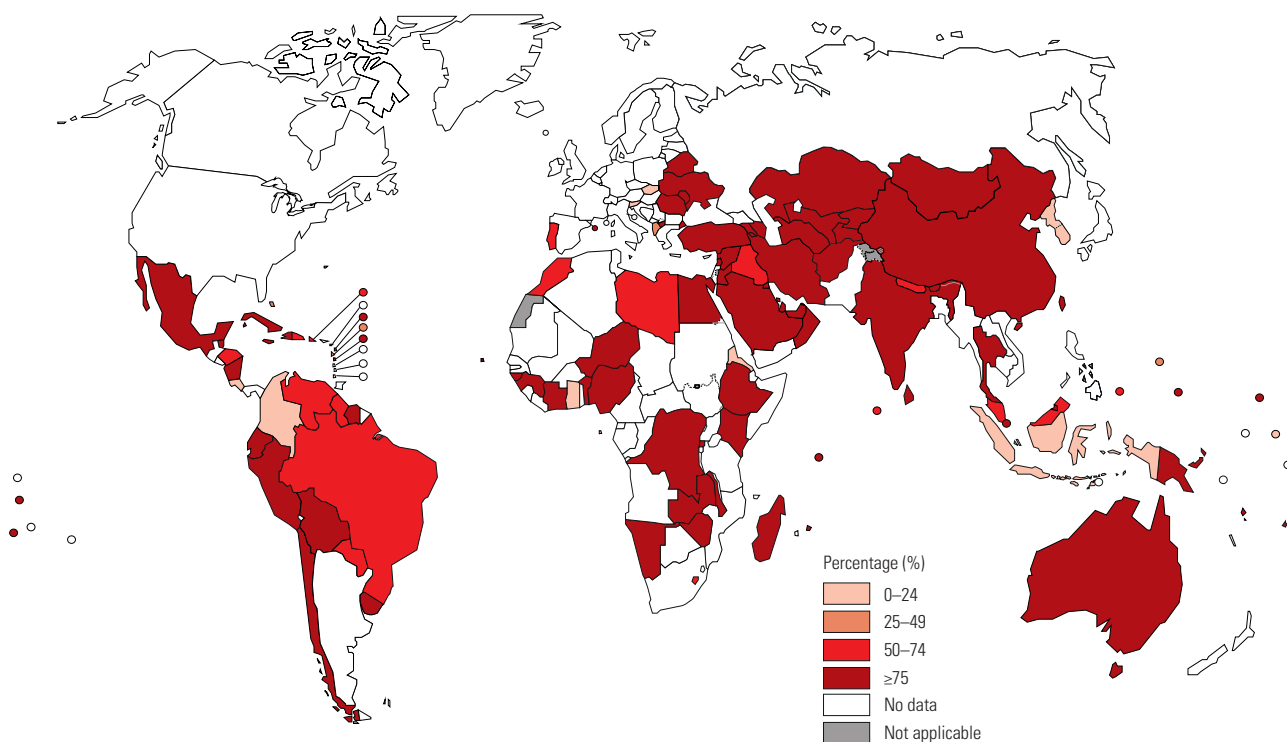 Percentage (%)
0–24
25–49
50–74
≥75
No data
Not applicable